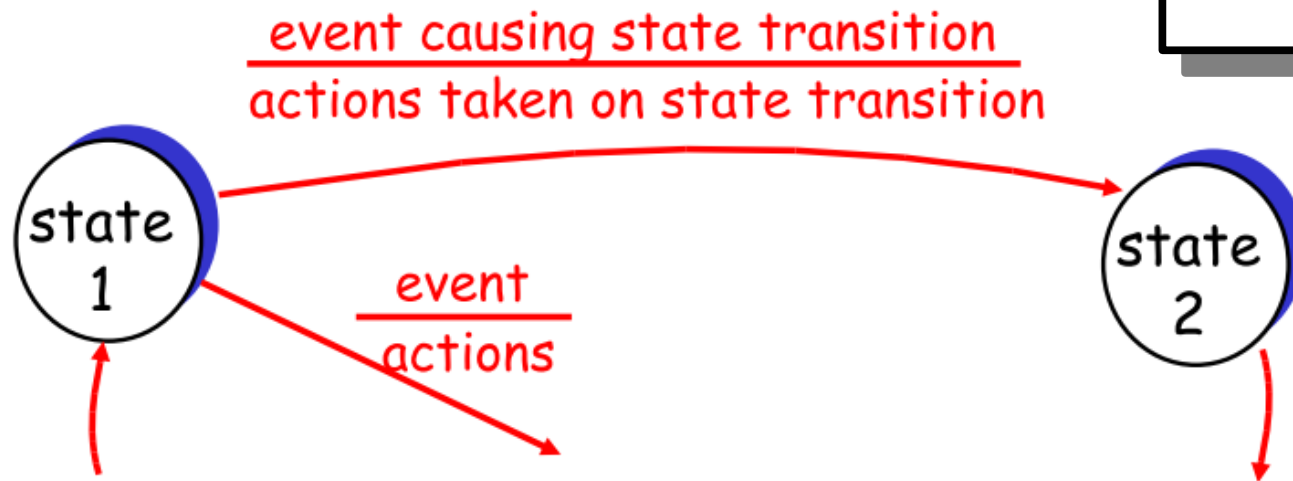 event causing state transition
actions taken on state transition
state
1
state
2
event
actions